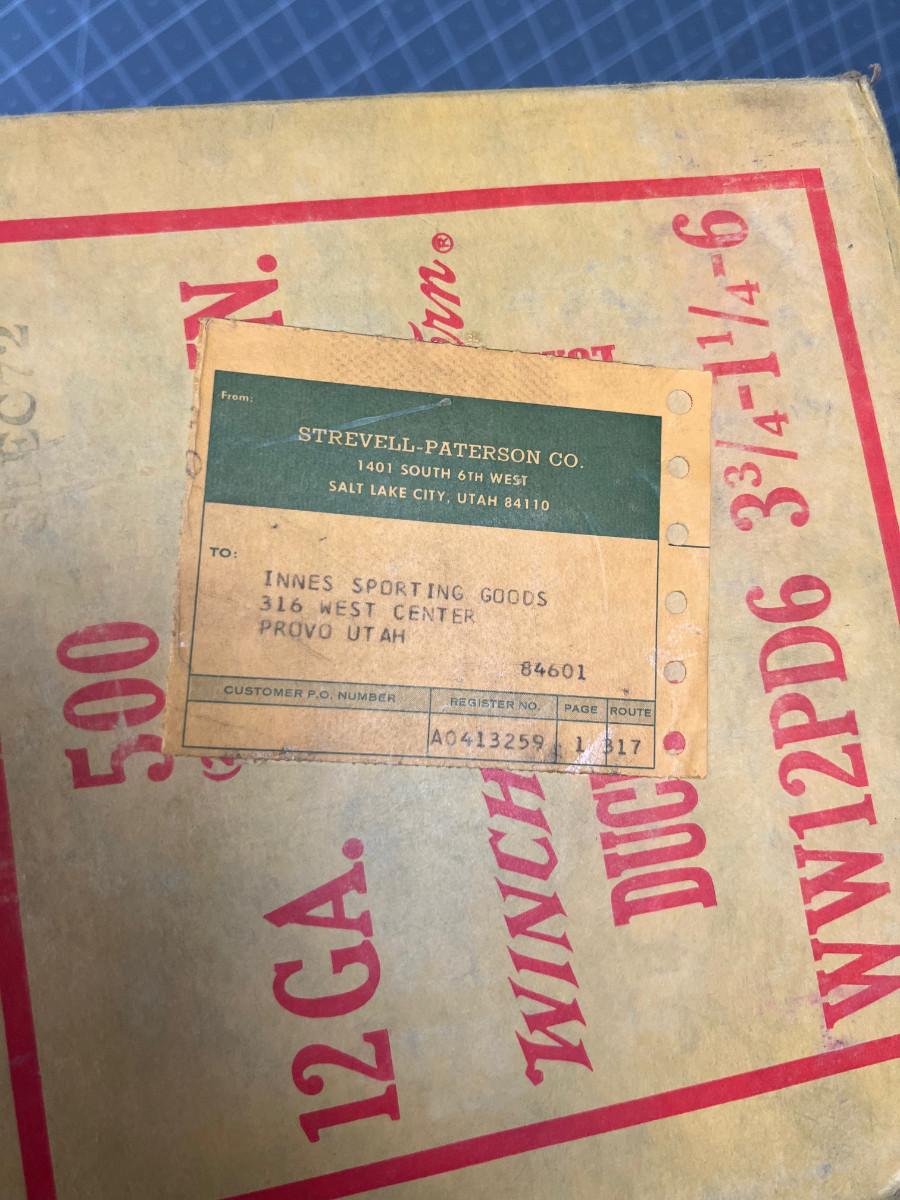 From:
STREVELL-PATERSON CO.
1401 SOUTH 6TH WEST
SALT LAKE CITY, UTAH 84110
TO:
INNES SPORTING GOODS
316 WEST CENTER
PROVO UTAH
84601
CUSTOMER P.O. NUMBER REGISTER NO. PAGE ROUTE
A0413259 1 317
500
12 GA. IN.
WINCH ern®
DUC
WW12PD6 3¾-1¼-6